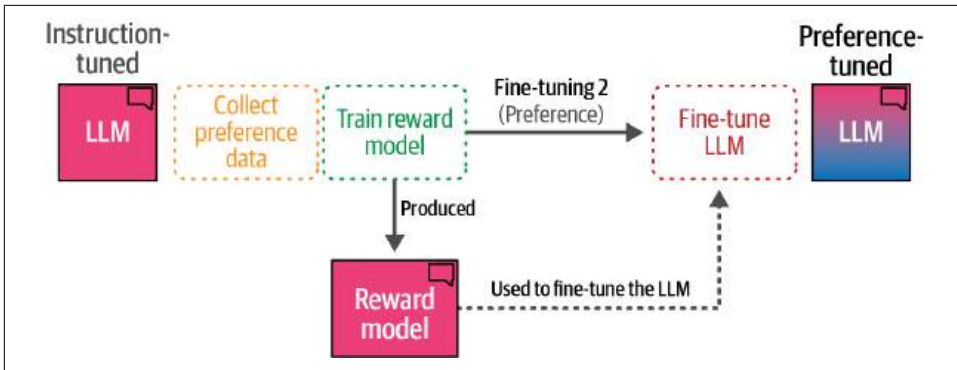 Instruction-
tuned
LLM
Collect
preference
data
Train reward
model
Fine-tuning 2
(Preference)
Fine-tune
LLM
Preference-
tuned
LLM
Produced
Reward
model
Used to fine-tune the LLM